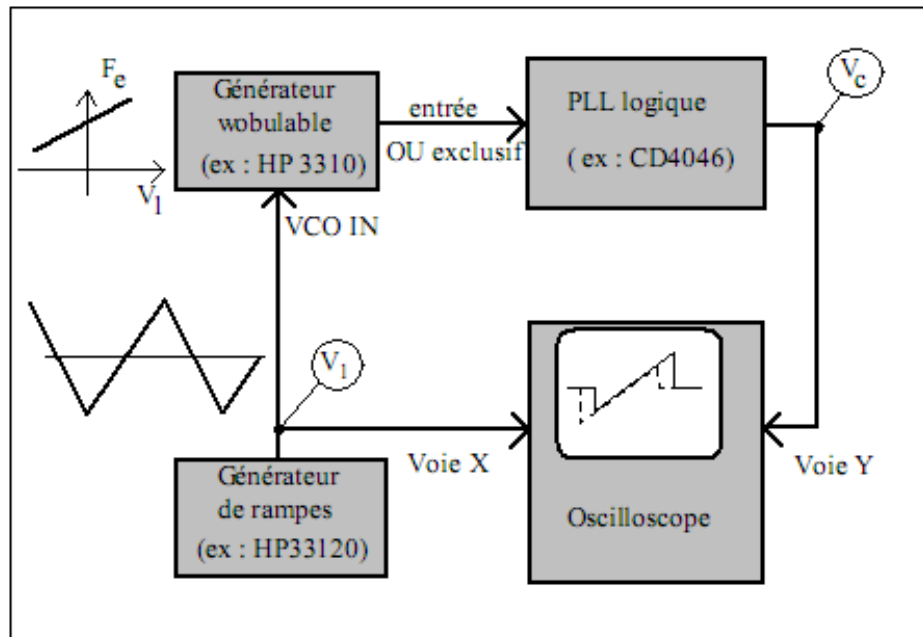 Fe
V1
Générateur
wobulable
(ex : HP 3310)
entrée
OU exclusif
PLL logique
( ex : CD4046)
Vc
VCO IN
V1
Générateur
de rampes
(ex : HP33120)
Voie X
Oscilloscope
Voie Y